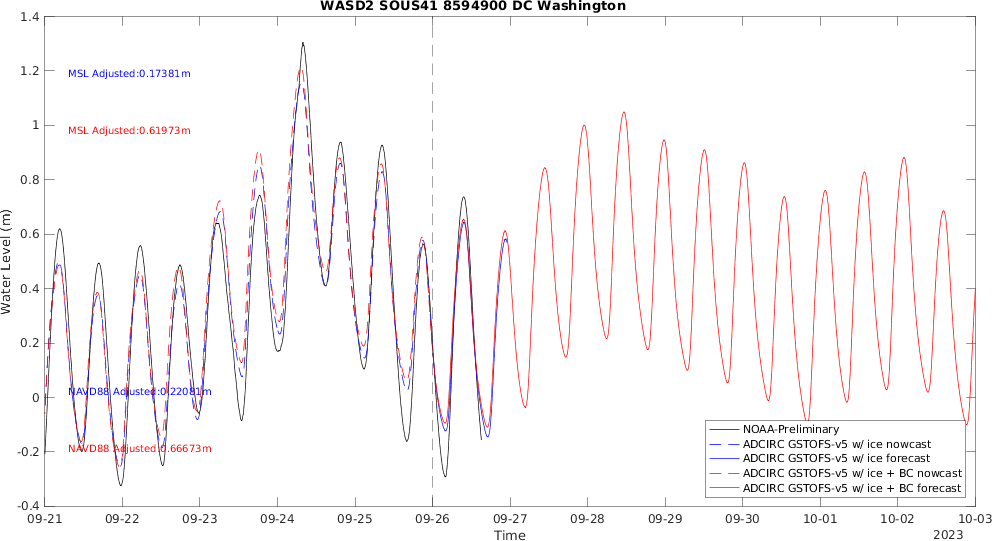 WASD2 SOUS41 8594900 DC Washington
1.4
1.2
1
0.8
0.6
0.4
0.2
0
-0.2
-0.4
Water Level (m)
MSL Adjusted:0.17381m
MSL Adjusted:0.61973m
NAVD88 Adjusted:0.22081m
NAVD88 Adjusted:0.66673m
NOAA-Preliminary
ADCIRC GSTOFS-v5 w/ ice nowcast
ADCIRC GSTOFS-v5 w/ ice forecast
ADCIRC GSTOFS-v5 w/ ice + BC nowcast
ADCIRC GSTOFS-v5 w/ ice + BC forecast
09-21 09-22 09-23 09-24 09-25 09-26 09-27 09-28 09-29 09-30 10-01 10-02 10-03
Time
2023